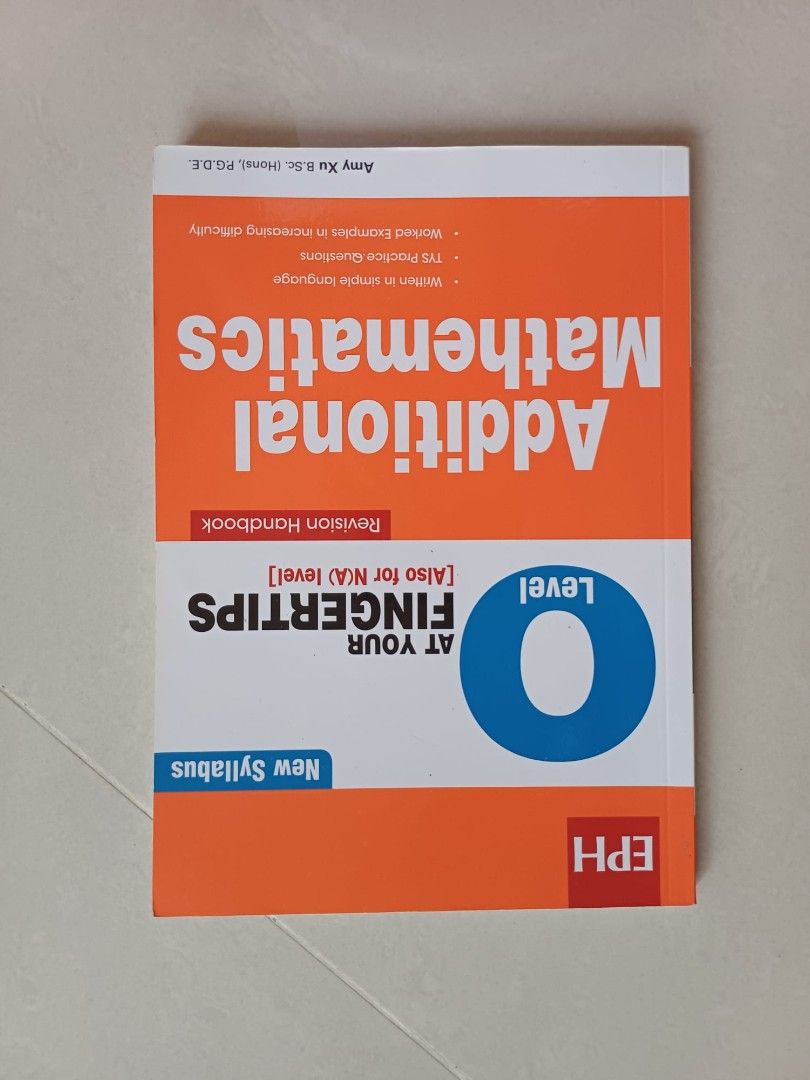 EPH
New Syllabus
O
Level
AT YOUR
FINGERTIPS
[Also for N(A) level]
Revision Handbook
Additional
Mathematics
• Written in simple language
• TYS Practice Questions
• Worked Examples in increasing difficulty
Amy Xu B.Sc. (Hons), P.G.D.E.